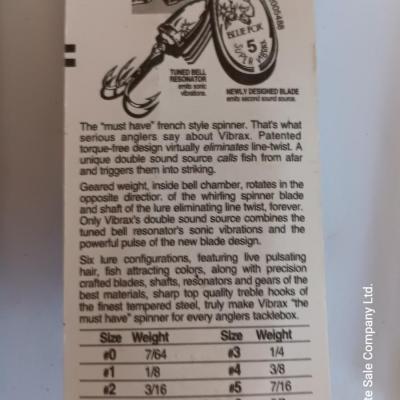 0005488
BLUE FOX
5
SUPER VIBRAX
TUNED BELL
RESONATOR
emits sonic
vibrations.
NEWLY DESIGNED BLADE
emits second sound source.
The "must have" french style spinner. That's what
serious anglers say about Vibrax. Patented
torque-free design virtually eliminates line-twist. A
unique double sound source calls fish from afar
and triggers them into striking.
Geared weight, inside bell chamber, rotates in the
opposite direction of the whirling spinner blade
and shaft of the lure eliminating line twist, forever.
Only Vibrax's double sound source combines the
tuned bell resonator's sonic vibrations and the
powerful pulse of the new blade design.
Six lure configurations, featuring live pulsating
hair, fish attracting colors, along with precision
crafted blades, shafts, resonators and gears of the
best materials, sharp top quality treble hooks of
the finest tempered steel, truly make Vibrax "the
must have" spinner for every anglers tacklebox.
Size Weight Size Weight
#0 7/64 #3 1/4
#1 1/8 #4 3/8
#2 3/16 #5 7/16
te Sale Company Ltd.